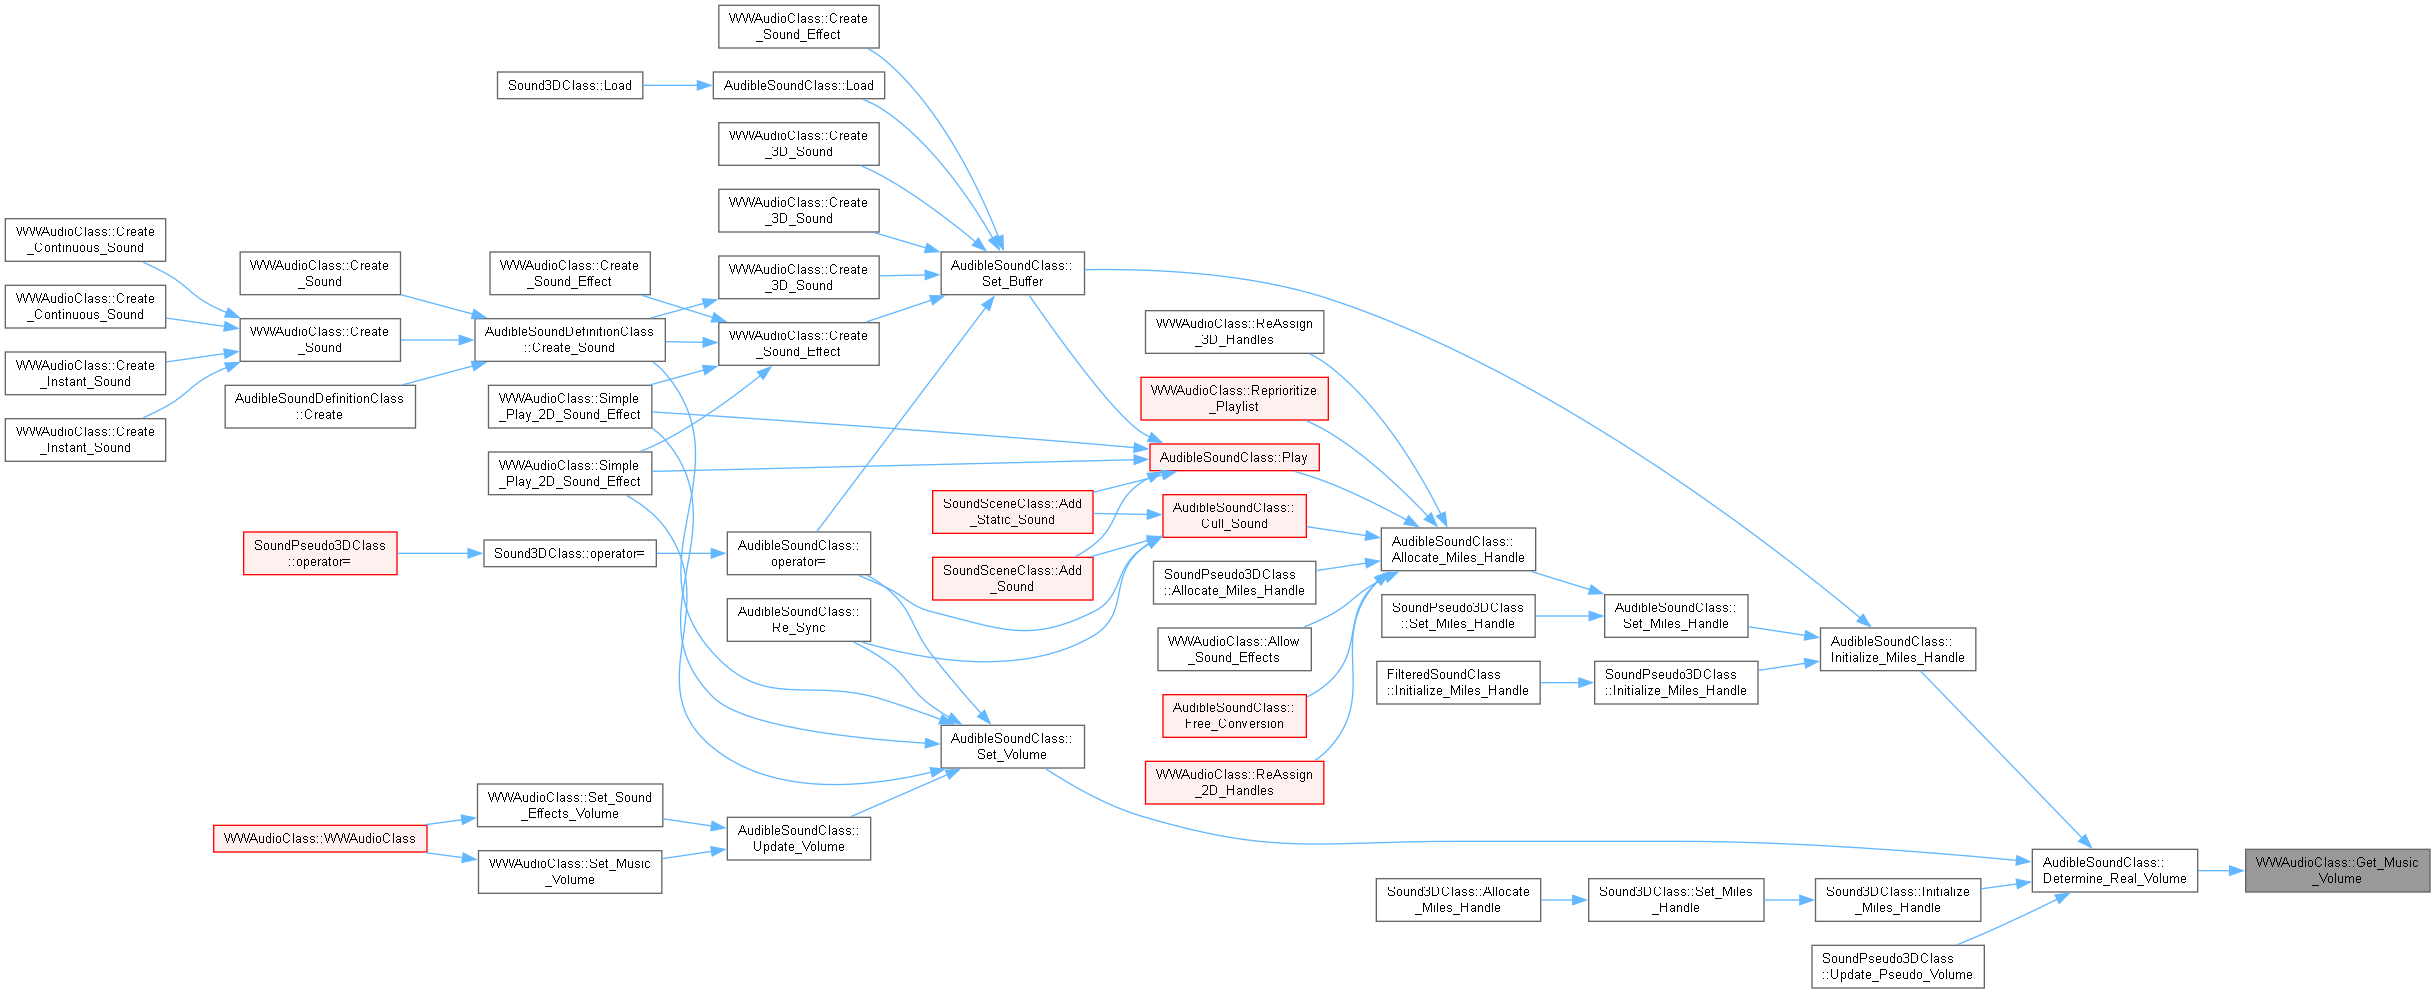 WWAudioClass::Create
_Sound_Effect
Sound3DClass::Load
AudibleSoundClass::Load
WWAudioClass::Create
_3D_Sound
WWAudioClass::Create
_3D_Sound
WWAudioClass::Create
_Continuous_Sound
WWAudioClass::Create
_Sound
WWAudioClass::Create
_Sound_Effect
WWAudioClass::Create
_3D_Sound
AudibleSoundClass::
Set_Buffer
WWAudioClass::Create
_Continuous_Sound
WWAudioClass::Create
_Sound
AudibleSoundDefinitionClass
::Create_Sound
WWAudioClass::Create
_Sound_Effect
WWAudioClass::ReAssign
_3D_Handles
WWAudioClass::Create
_Instant_Sound
AudibleSoundDefinitionClass
::Create
WWAudioClass::Simple
_Play_2D_Sound_Effect
WWAudioClass::Reprioritize
_Playlist
WWAudioClass::Create
_Instant_Sound
WWAudioClass::Simple
_Play_2D_Sound_Effect
AudibleSoundClass::Play
SoundSceneClass::Add
_Static_Sound
AudibleSoundClass::
Cull_Sound
SoundPseudo3DClass
::operator=
Sound3DClass::operator=
AudibleSoundClass::
operator=
SoundSceneClass::Add
_Sound
AudibleSoundClass::
Allocate_Miles_Handle
SoundPseudo3DClass
::Allocate_Miles_Handle
AudibleSoundClass::
Re_Sync
WWAudioClass::Allow
_Sound_Effects
SoundPseudo3DClass
::Set_Miles_Handle
AudibleSoundClass::
Set_Miles_Handle
AudibleSoundClass::
Initialize_Miles_Handle
FilteredSoundClass
::Initialize_Miles_Handle
SoundPseudo3DClass
::Initialize_Miles_Handle
AudibleSoundClass::
Free_Conversion
AudibleSoundClass::
Set_Volume
WWAudioClass::ReAssign
_2D_Handles
WWAudioClass::Set_Sound
_Effects_Volume
WWAudioClass::WWAudioClass
AudibleSoundClass::
Update_Volume
WWAudioClass::Set_Music
_Volume
AudibleSoundClass::
Determine_Real_Volume
WWAudioClass::Get_Music
_Volume
Sound3DClass::Allocate
_Miles_Handle
Sound3DClass::Set_Miles
_Handle
Sound3DClass::Initialize
_Miles_Handle
SoundPseudo3DClass
::Update_Pseudo_Volume